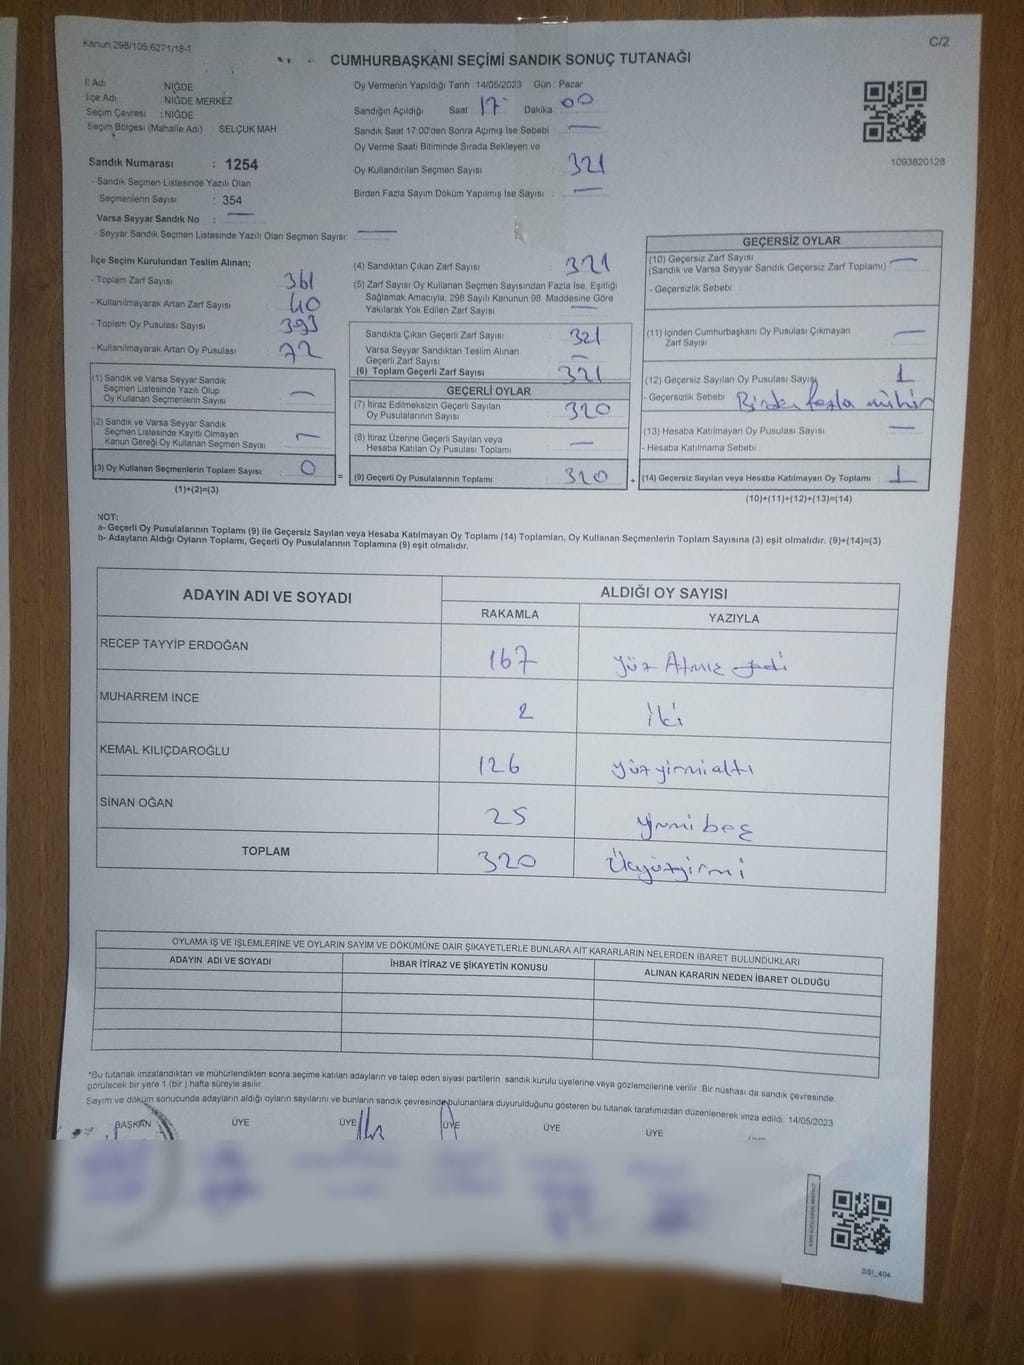 Kanun 298/105,6271/18-1
C/2
CUMHURBAŞKANI SEÇİMİ SANDIK SONUÇ TUTANAĞI
İl Adı : NİĞDE
İlçe Adı : NİĞDE MERKEZ
Seçim Çevresi : NİĞDE
Seçim Bölgesi (Mahalle Adı) : SELÇUK MAH.
Sandık Numarası : 1254
- Sandık Seçmen Listesinde Yazılı Olan
Seçmenlerin Sayısı : 354
Varsa Seyyar Sandık No : —
- Seyyar Sandık Seçmen Listesinde Yazılı Olan Seçmen Sayısı: —
Oy Vermenin Yapıldığı Tarih : 14/05/2023 Gün : Pazar
Sandığın Açıldığı Saat 17 Dakika 00
Sandık Saat 17:00'den Sonra Açımış İse Sebebi : —
Oy Verme Saati Bitiminde Sırada Bekleyen ve
Oy Kullandırılan Seçmen Sayısı : 321
Birden Fazla Sayım Döküm Yapılmış İse Sayısı : —
1093820128
İlçe Seçim Kurulundan Teslim Alınan;
- Toplam Zarf Sayısı : 361
- Kullanılmayarak Artan Zarf Sayısı : 40
- Toplam Oy Pusulası Sayısı : 393
- Kullanılmayarak Artan Oy Pusulası : 72
(1) Sandık ve Varsa Seyyar Sandık
Seçmen Listesinde Yazılı Olup
Oy Kullanan Seçmenlerin Sayısı : —
(2) Sandık ve Varsa Seyyar Sandık
Seçmen Listesinde Kayıtlı Olmayan
Kanun Gereği Oy Kullanan Seçmen Sayısı : —
(3) Oy Kullanan Seçmenlerin Toplam Sayısı : 0
(1)+(2)=(3)
=
(4) Sandıktan Çıkan Zarf Sayısı : 321
(5) Zarf Sayısı Oy Kullanan Seçmen Sayısından Fazla İse, Eşitliği
Sağlamak Amacıyla, 298 Sayılı Kanunun 98. Maddesine Göre
Yakılarak Yok Edilen Zarf Sayısı : —
Sandıkta Çıkan Geçerli Zarf Sayısı : 321
Varsa Seyyar Sandıktan Teslim Alınan
Geçerli Zarf Sayısı : —
(6) Toplam Geçerli Zarf Sayısı : 321
GEÇERLİ OYLAR
(7) İtiraz Edilmeksizin Geçerli Sayılan
Oy Pusulalarının Sayısı : 320
(8) İtiraz Üzerine Geçerli Sayılan veya
Hesaba Katılan Oy Pusulası Toplamı : —
(9) Geçerli Oy Pusulalarının Toplamı : 320
+
GEÇERSİZ OYLAR
(10) Geçersiz Zarf Sayısı
(Sandık ve Varsa Seyyar Sandık Geçersiz Zarf Toplamı) : —
- Geçersizlik Sebebi
(11) İçinden Cumhurbaşkanı Oy Pusulası Çıkmayan
Zarf Sayısı : —
(12) Geçersiz Sayılan Oy Pusulası Sayısı : 1
- Geçersizlik Sebebi : Birden fazla mühür
(13) Hesaba Katılmayan Oy Pusulası Sayısı : —
- Hesaba Katılmama Sebebi
(14) Geçersiz Sayılan veya Hesaba Katılmayan Oy Toplamı : 1
(10)+(11)+(12)+(13)=(14)
NOT:
a- Geçerli Oy Pusulalarının Toplamı (9) ile Geçersiz Sayılan veya Hesaba Katılmayan Oy Toplamı (14) Toplamları, Oy Kullanan Seçmenlerin Toplam Sayısına (3) eşit olmalıdır. (9)+(14)=(3)
b- Adayların Aldığı Oyların Toplamı, Geçerli Oy Pusulalarının Toplamına (9) eşit olmalıdır.
ADAYIN ADI VE SOYADI
ALDIĞI OY SAYISI
RAKAMLA YAZIYLA
RECEP TAYYİP ERDOĞAN 167 yüz Atmış yedi
MUHARREM İNCE 2 iki
KEMAL KILIÇDAROĞLU 126 yüz yirmi altı
SİNAN OĞAN 25 yirmi beş
TOPLAM 320 Üçyüzyirmi
OYLAMA İŞ VE İŞLEMLERİNE VE OYLARIN SAYIM VE DÖKÜMÜNE DAİR ŞİKAYETLERLE BUNLARA AİT KARARLARIN NELERDEN İBARET BULUNDUKLARI
ADAYIN ADI VE SOYADI İHBAR İTİRAZ VE ŞİKAYETİN KONUSU ALINAN KARARIN NEDEN İBARET OLDUĞU
*Bu tutanak imzalandıktan ve mühürlendikten sonra seçime katılan adayların ve talep eden siyasi partilerin sandık kurulu üyelerine veya gözlemcilerine verilir. Bir nüshası da sandık çevresinde
görülecek bir yere 1 (bir ) hafta süreyle asılır.
Sayım ve döküm sonucunda adayların aldığı oyların sayılarını ve bunların sandık çevresinde bulunanlara duyurulduğunu gösteren bu tutanak tarafımızdan düzenlenerek imza edildi. 14/05/2023
BAŞKAN ÜYE ÜYE ÜYE ÜYE ÜYE
SSI_404